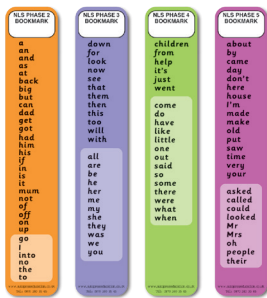 NLS PHASE 2
BOOKMARK
a
an
and
as
at
back
big
but
can
dad
get
got
had
him
his
if
in
is
it
mum
not
of
off
on
up
go
I
into
no
the
to
NLS PHASE 3
BOOKMARK
down
for
look
now
see
that
them
then
this
too
will
with
all
are
be
he
her
me
my
she
they
was
we
you
NLS PHASE 4
BOOKMARK
children
from
help
it's
just
went
come
do
have
like
little
one
out
said
so
some
there
were
what
when
NLS PHASE 5
BOOKMARK
about
by
came
day
don't
here
house
I'm
made
make
old
put
saw
time
very
your
asked
called
could
looked
Mr
Mrs
oh
people
their